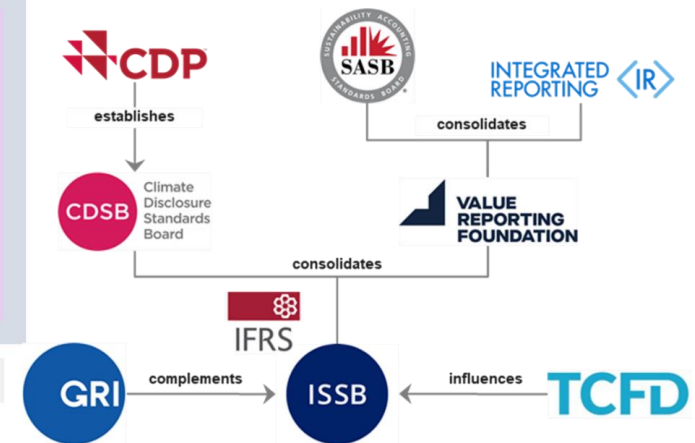 CDP
SUSTAINABILITY ACCOUNTING
SASB
STANDARDS BOARD
INTEGRATED
REPORTING <IR>
establishes
consolidates
CDSB
Climate
Disclosure
Standards
Board
VALUE
REPORTING
FOUNDATION
consolidates
IFRS
GRI
complements
ISSB
influences
TCFD